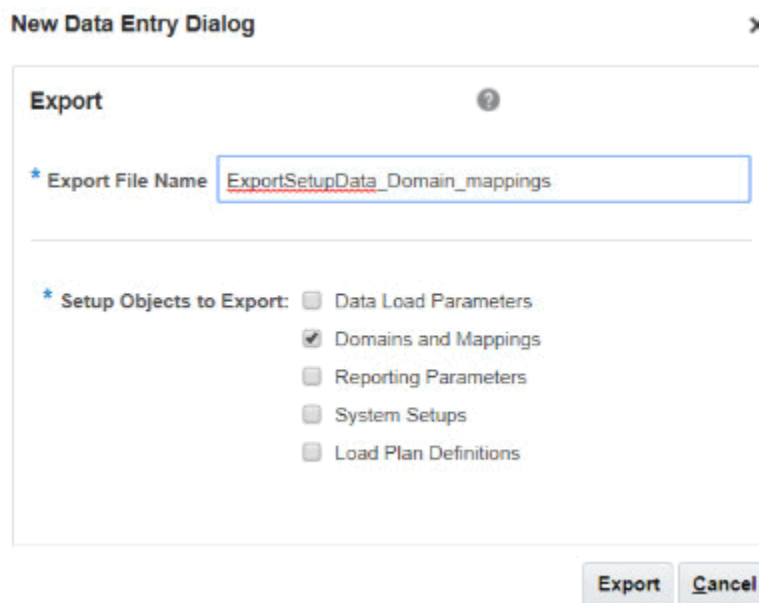 New Data Entry Dialog
Export
* Export File Name ExportSetupData_Domain_mappings
* Setup Objects to Export: Data Load Parameters
Domains and Mappings
Reporting Parameters
System Setups
Load Plan Definitions
Export Cancel